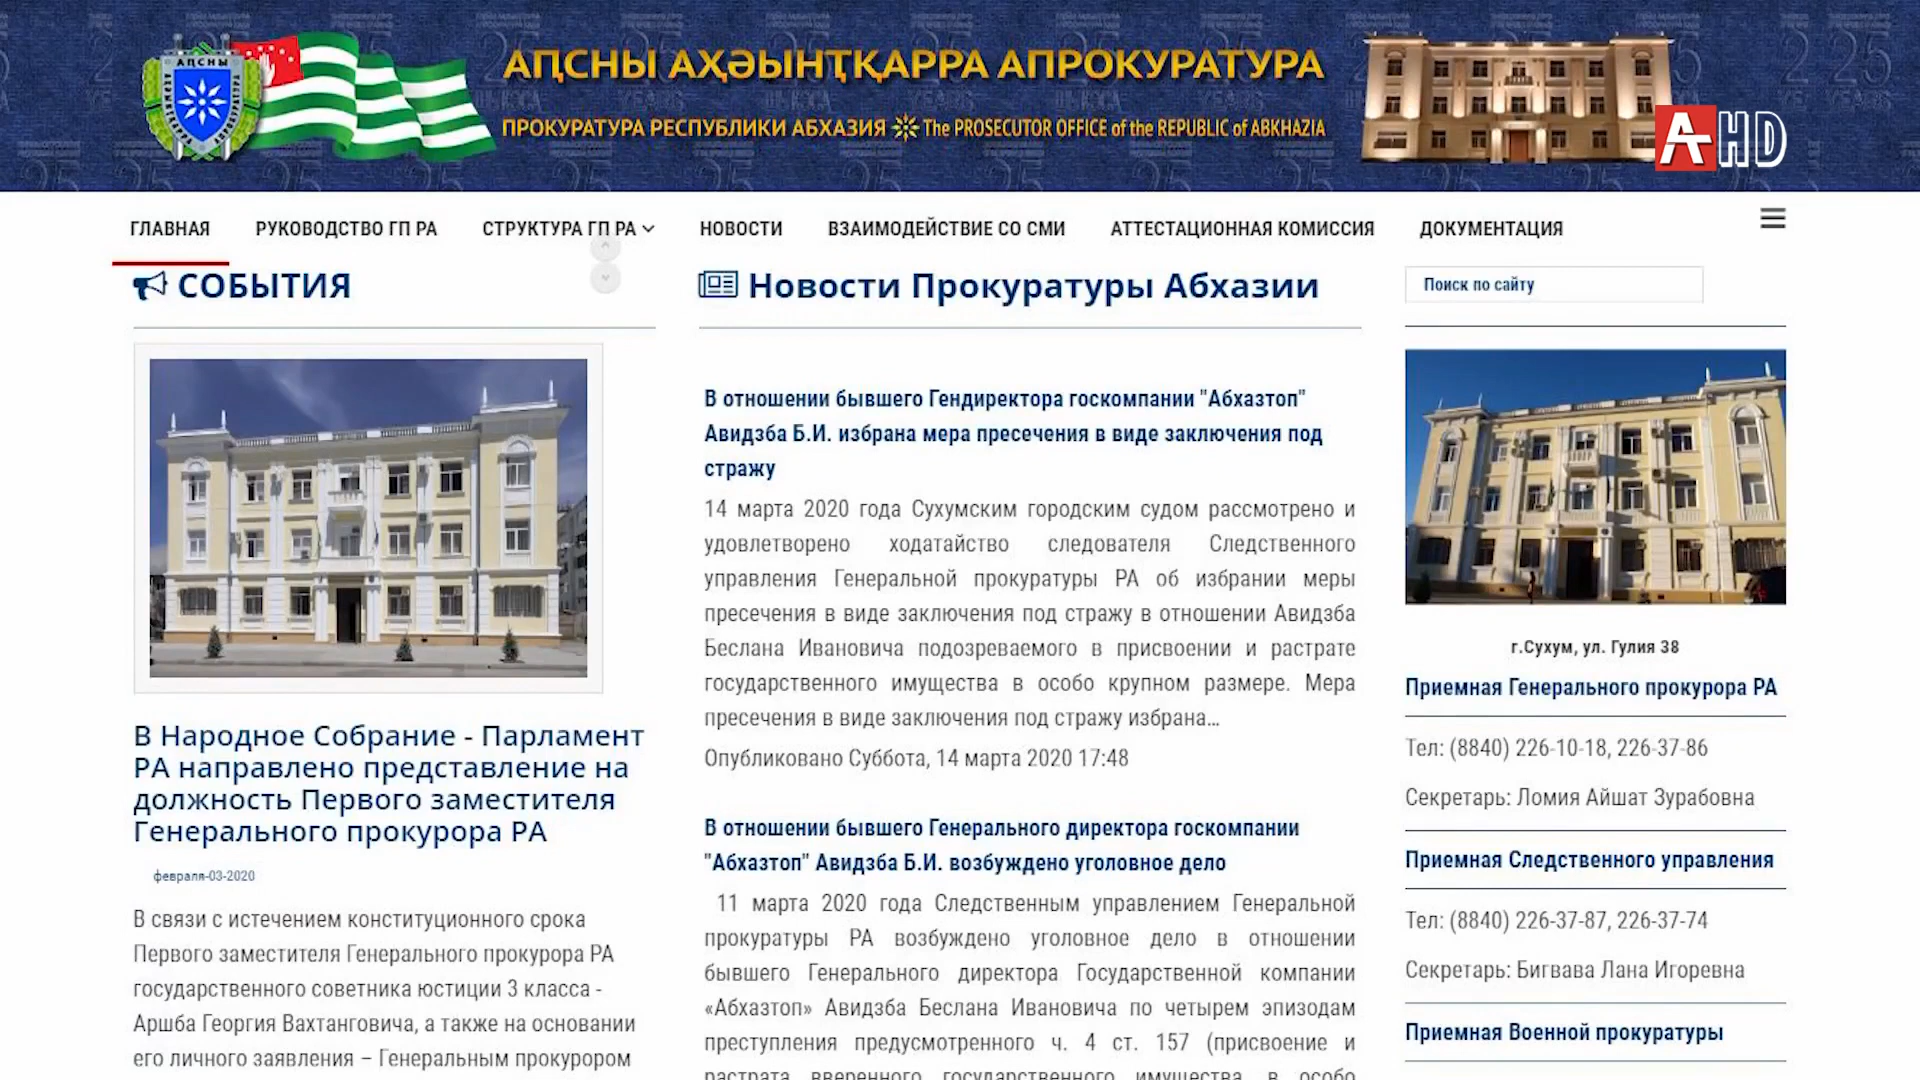 АԤСНЫ АҲӘЫНҬҚАРРА АПРОКУРАТУРА
ПРОКУРАТУРА РЕСПУБЛИКИ АБХАЗИЯ The PROSECUTOR OFFICE of the REPUBLIC of ABKHAZIA
АԤСНЫ
A HD
ГЛАВНАЯ РУКОВОДСТВО ГП РА СТРУКТУРА ГП РА НОВОСТИ ВЗАИМОДЕЙСТВИЕ СО СМИ АТТЕСТАЦИОННАЯ КОМИССИЯ ДОКУМЕНТАЦИЯ
СОБЫТИЯ
В Народное Собрание - Парламент
РА направлено представление на
должность Первого заместителя
Генерального прокурора РА
февраля-03-2020
В связи с истечением конституционного срока
Первого заместителя Генерального прокурора РА
государственного советника юстиции 3 класса -
Аршба Георгия Вахтанговича, а также на основании
его личного заявления – Генеральным прокурором
Новости Прокуратуры Абхазии
В отношении бывшего Гендиректора госкомпании "Абхазтоп"
Авидзба Б.И. избрана мера пресечения в виде заключения под
стражу
14 марта 2020 года Сухумским городским судом рассмотрено и
удовлетворено ходатайство следователя Следственного
управления Генеральной прокуратуры РА об избрании меры
пресечения в виде заключения под стражу в отношении Авидзба
Беслана Ивановича подозреваемого в присвоении и растрате
государственного имущества в особо крупном размере. Мера
пресечения в виде заключения под стражу избрана...
Опубликовано Суббота, 14 марта 2020 17:48
В отношении бывшего Генерального директора госкомпании
"Абхазтоп" Авидзба Б.И. возбуждено уголовное дело
11 марта 2020 года Следственным управлением Генеральной
прокуратуры РА возбуждено уголовное дело в отношении
бывшего Генерального директора Государственной компании
«Абхазтоп» Авидзба Беслана Ивановича по четырем эпизодам
преступления предусмотренного ч. 4 ст. 157 (присвоение и
растрата вверенного государственного имущества в особо
Поиск по сайту
г.Сухум, ул. Гулия 38
Приемная Генерального прокурора РА
Тел: (8840) 226-10-18, 226-37-86
Секретарь: Ломия Айшат Зурабовна
Приемная Следственного управления
Тел: (8840) 226-37-87, 226-37-74
Секретарь: Бигвава Лана Игоревна
Приемная Военной прокуратуры